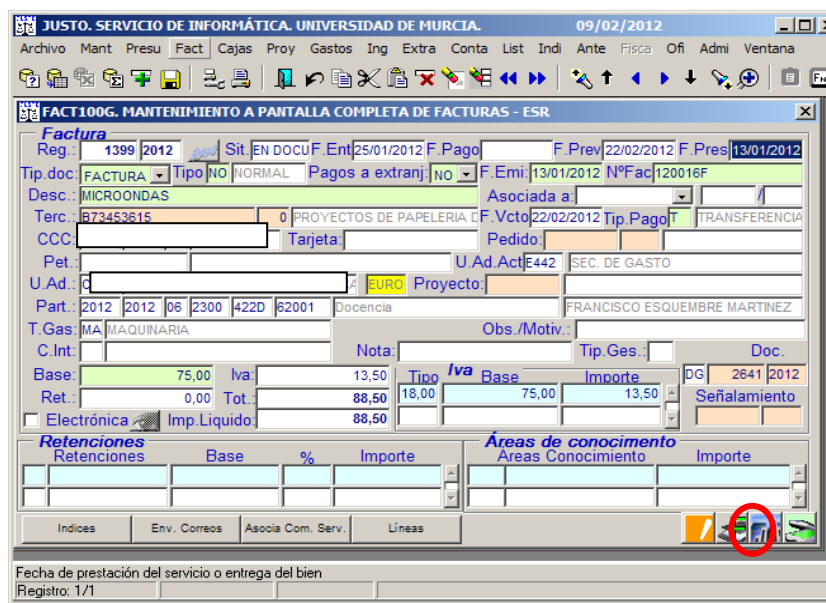 JUSTO. SERVICIO DE INFORMÁTICA. UNIVERSIDAD DE MURCIA. 09/02/2012
Archivo Mant Presu Fact Cajas Proy Gastos Ing Extra Conta List Indi Ante Fisca Ofi Admi Ventana
FACT100G. MANTENIMIENTO A PANTALLA COMPLETA DE FACTURAS - ESR
Factura
Reg.: 1399 2012 Sit. EN DOCU F.Ent 25/01/2012 F.Pago F.Prev 22/02/2012 F.Pres 13/01/2012
Tip.doc: FACTURA Tipo NO NORMAL Pagos a extranj: NO F.Emi: 13/01/2012 NºFac 120016F
Desc.: MICROONDAS Asociada a: /
Terc.: B73453615 0 PROYECTOS DE PAPELERIA D F.Vcto 22/02/2012 Tip.Pago T TRANSFERENCIA
CCC: Tarjeta: Pedido:
Pet.: U.Ad.Act E442 SEC. DE GASTO
U.Ad.: EURO Proyecto:
Part.: 2012 2012 06 2300 422D 62001 Docencia FRANCISCO ESQUEMBRE MARTINEZ
T.Gas: MA MAQUINARIA Obs./Motiv.:
C.Int: Nota: Tip.Ges.: Doc.
Base: 75,00 Iva: 13,50 Tipo Iva Base Importe DG 2641 2012
Ret.: 0,00 Tot.: 88,50 18,00 75,00 13,50 Señalamiento
Electrónica Imp.Liquido: 88,50
Retenciones Áreas de conocimento
Retenciones Base % Importe Areas Conocimiento Importe
Indices Env. Correos Asocia Com. Serv. Líneas
Fecha de prestación del servicio o entrega del bien
Registro: 1/1